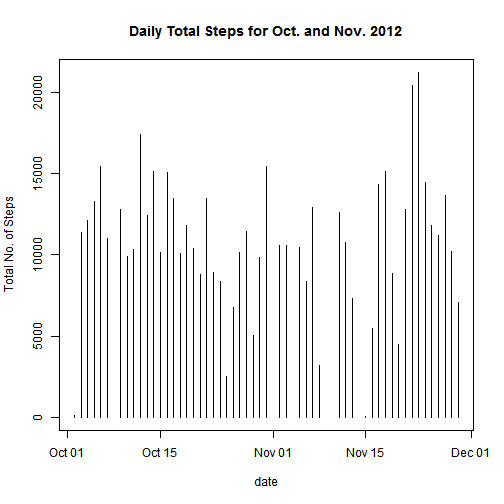 Daily Total Steps for Oct. and Nov. 2012
Total No. of Steps
20000
15000
10000
5000
0
Oct 01 Oct 15 Nov 01 Nov 15 Dec 01
date